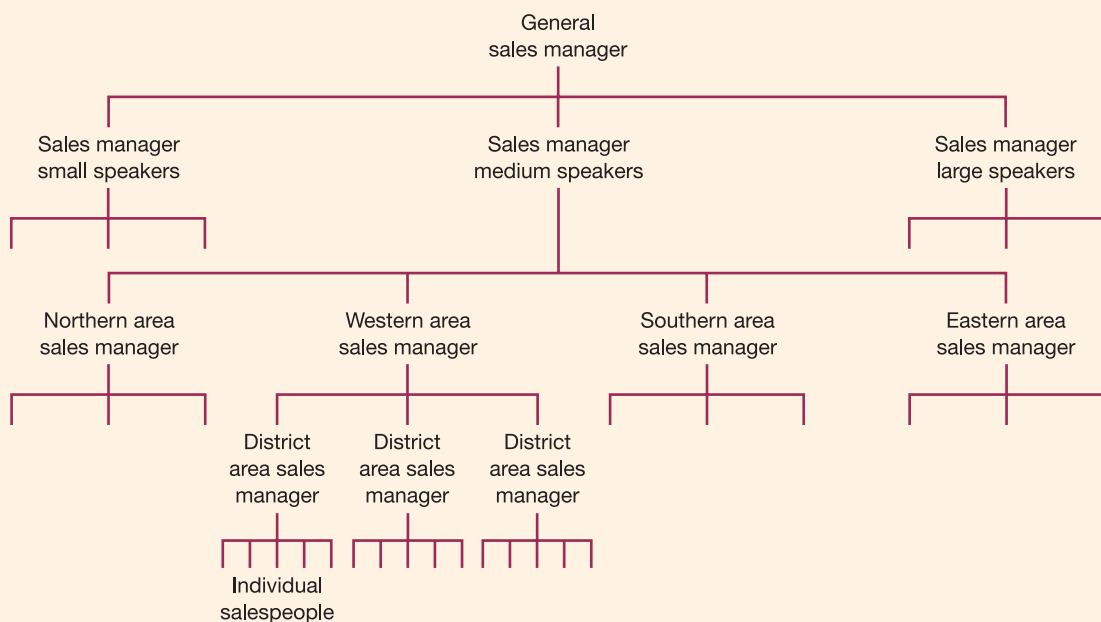 General
sales manager
Sales manager
small speakers
Sales manager
medium speakers
Sales manager
large speakers
Northern area
sales manager
Western area
sales manager
Southern area
sales manager
Eastern area
sales manager
District
area sales
manager
District
area sales
manager
District
area sales
manager
Individual
salespeople